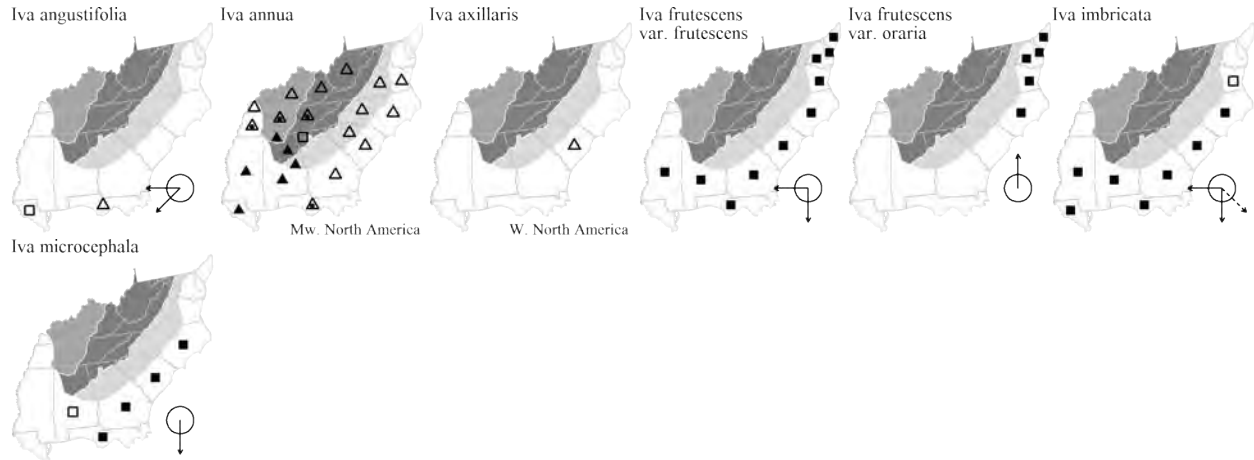 Iva angustifolia
Iva annua
Iva axillaris
Iva frutescens
var. frutescens
Iva frutescens
var. oraria
Iva imbricata
Mw. North America
W. North America
Iva microcephala